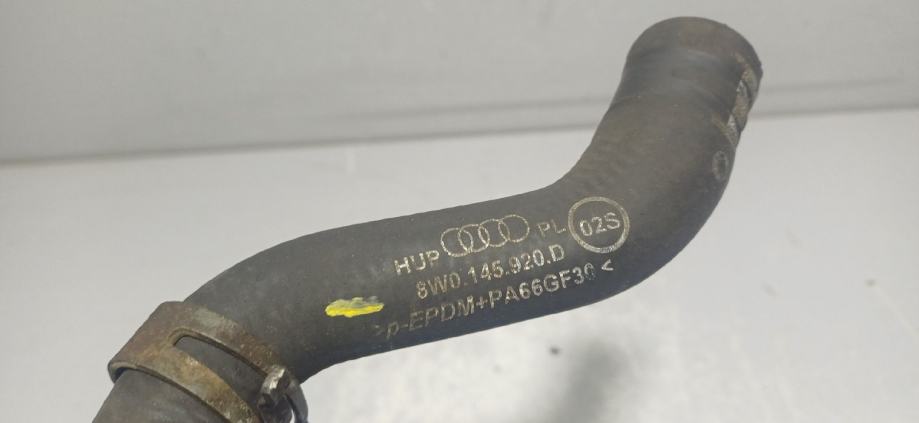 HUP PL 02S
8W0.145.920.D
>p-EPDM+PA66GF30<